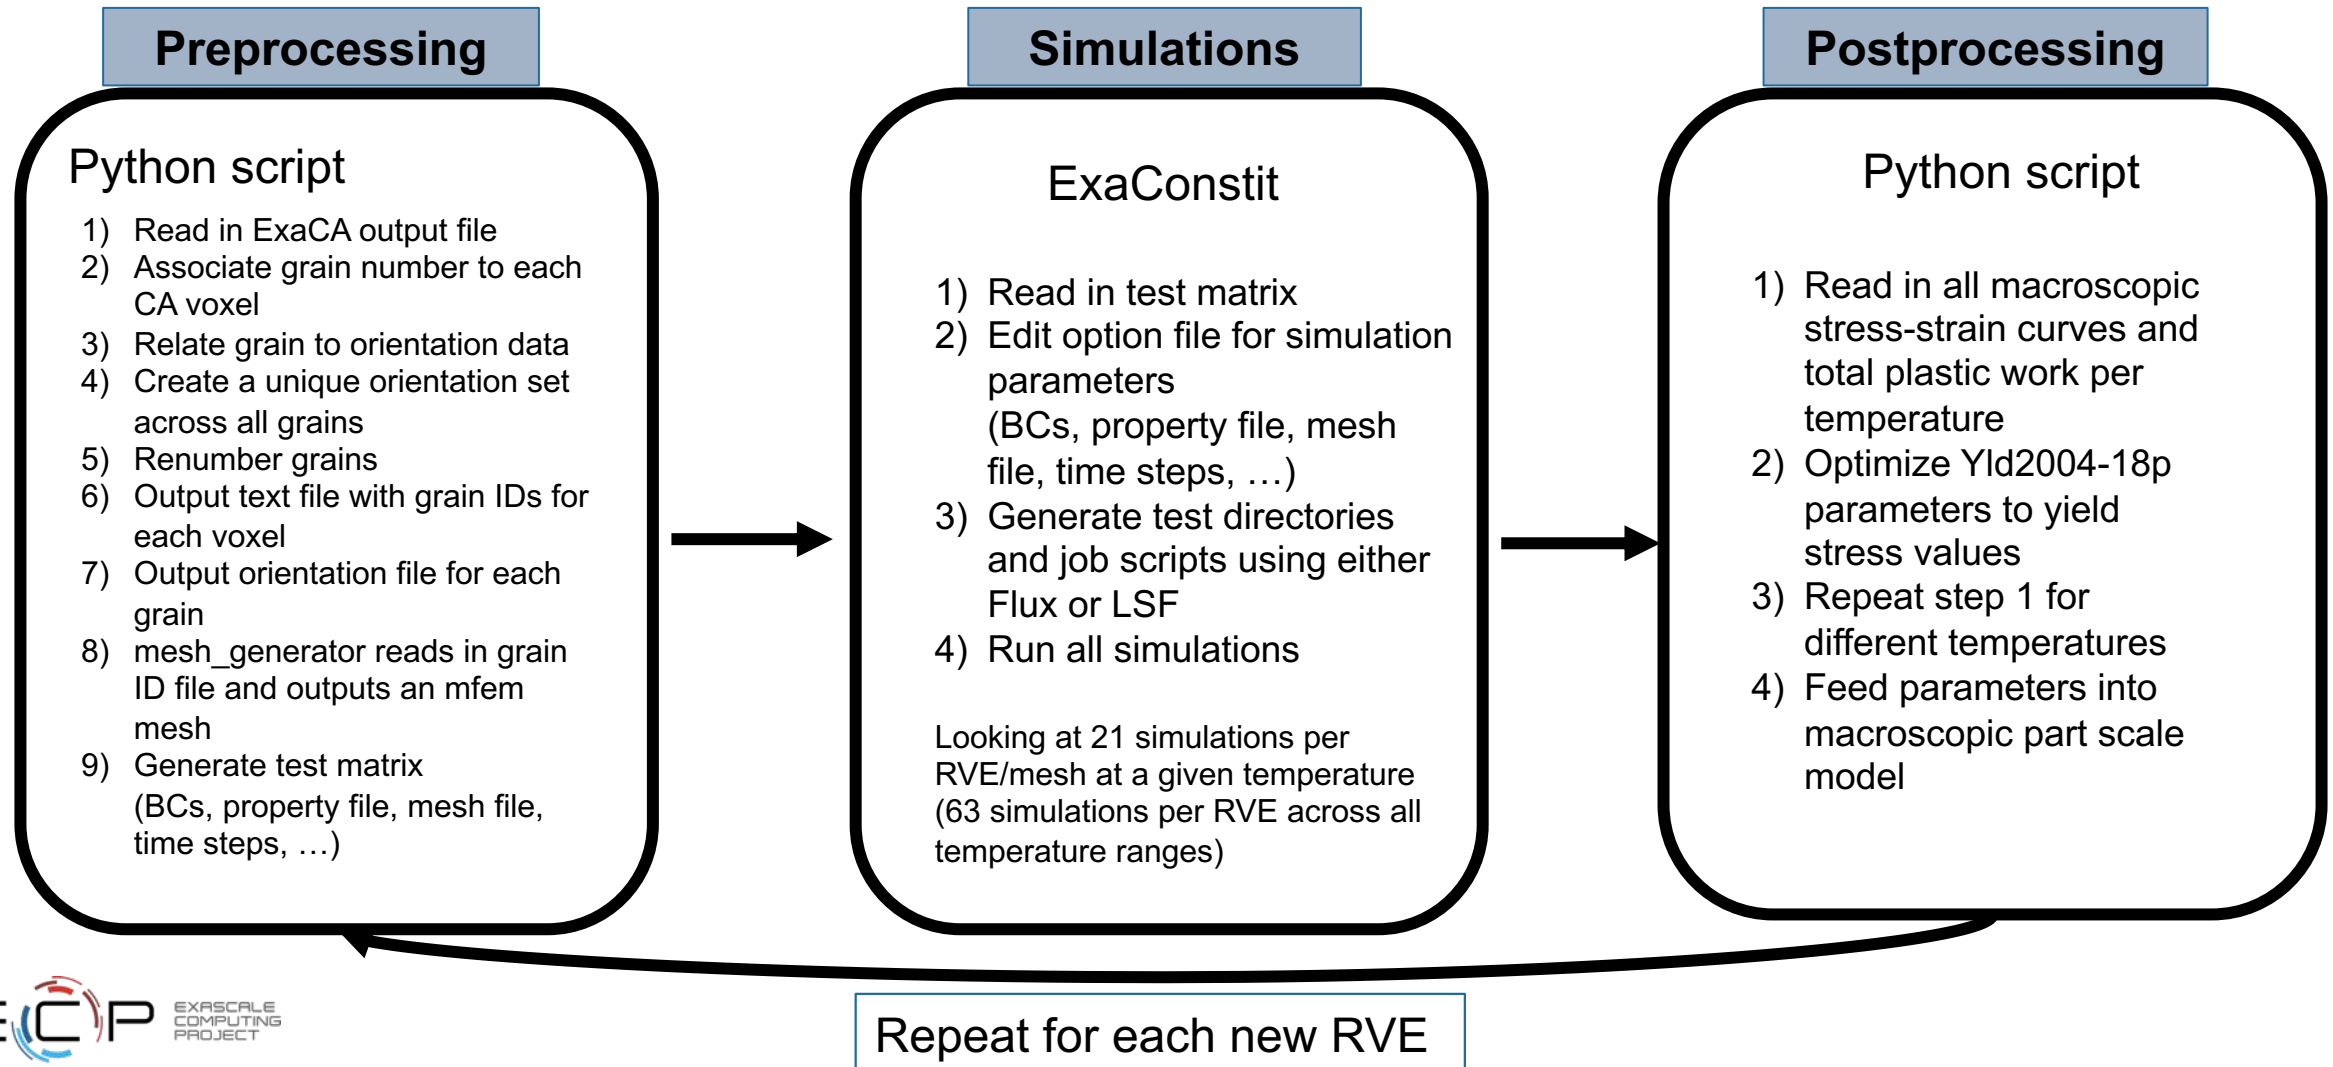 Preprocessing
Python script
1) Read in ExaCA output file
2) Associate grain number to each
CA voxel
3) Relate grain to orientation data
4) Create a unique orientation set
across all grains
5) Renumber grains
6) Output text file with grain IDs for
each voxel
7) Output orientation file for each
grain
8) mesh_generator reads in grain
ID file and outputs an mfem
mesh
9) Generate test matrix
(BCs, property file, mesh file,
time steps, …)
Simulations
ExaConstit
1) Read in test matrix
2) Edit option file for simulation
parameters
(BCs, property file, mesh
file, time steps, …)
3) Generate test directories
and job scripts using either
Flux or LSF
4) Run all simulations
Looking at 21 simulations per
RVE/mesh at a given temperature
(63 simulations per RVE across all
temperature ranges)
Postprocessing
Python script
1) Read in all macroscopic
stress-strain curves and
total plastic work per
temperature
2) Optimize Yld2004-18p
parameters to yield
stress values
3) Repeat step 1 for
different temperatures
4) Feed parameters into
macroscopic part scale
model
Repeat for each new RVE
ECP
EXASCALE
COMPUTING
PROJECT